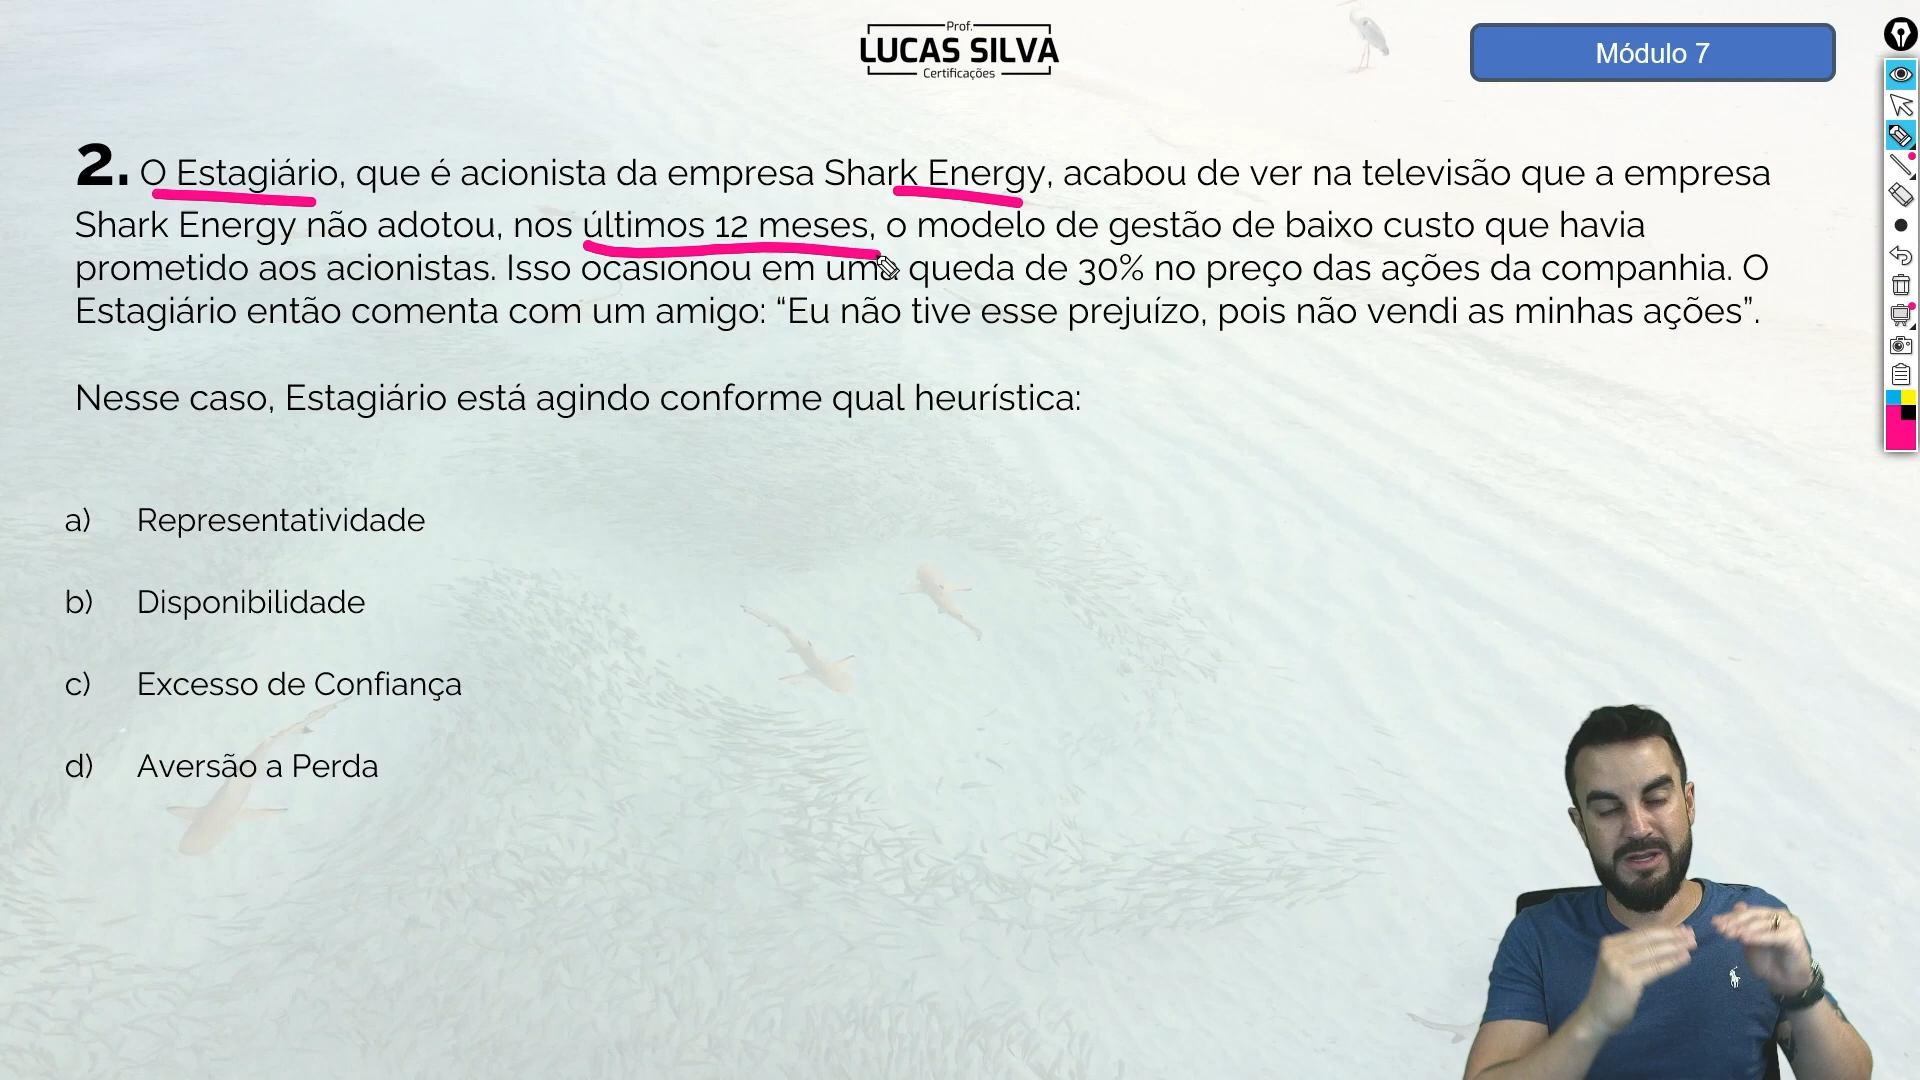 Prof.
LUCAS SILVA
Certificações
Módulo 7
2. O Estagiário, que é acionista da empresa Shark Energy, acabou de ver na televisão que a empresa
Shark Energy não adotou, nos últimos 12 meses, o modelo de gestão de baixo custo que havia
prometido aos acionistas. Isso ocasionou em uma queda de 30% no preço das ações da companhia. O
Estagiário então comenta com um amigo: “Eu não tive esse prejuízo, pois não vendi as minhas ações”.
Nesse caso, Estagiário está agindo conforme qual heurística:
a) Representatividade
b) Disponibilidade
c) Excesso de Confiança
d) Aversão a Perda